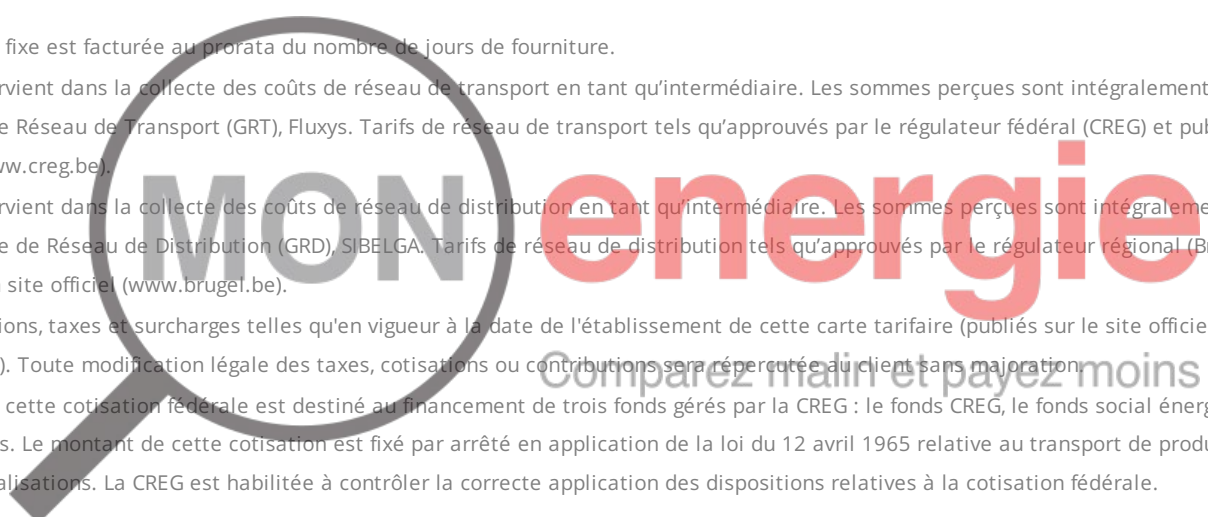 fixe est facturée au prorata du nombre de jours de fourniture.
rvient dans la collecte des coûts de réseau de transport en tant qu’intermédiaire. Les sommes perçues sont intégralement
e Réseau de Transport (GRT), Fluxys. Tarifs de réseau de transport tels qu’approuvés par le régulateur fédéral (CREG) et pub
ww.creg.be).
rvient dans la collecte des coûts de réseau de distribution en tant qu’intermédiaire. Les sommes perçues sont intégraleme
e de Réseau de Distribution (GRD), SIBELGA. Tarifs de réseau de distribution tels qu’approuvés par le régulateur régional (Br
site officiel (www.brugel.be).
MON energie
ions, taxes et surcharges telles qu'en vigueur à la date de l'établissement de cette carte tarifaire (publiés sur le site officie
). Toute modification légale des taxes, cotisations ou contributions sera répercutée au client sans majoration.
Comparez malin et payez moins
cette cotisation fédérale est destiné au financement de trois fonds gérés par la CREG : le fonds CREG, le fonds social énerg
s. Le montant de cette cotisation est fixé par arrêté en application de la loi du 12 avril 1965 relative au transport de produ
alisations. La CREG est habilitée à contrôler la correcte application des dispositions relatives à la cotisation fédérale.